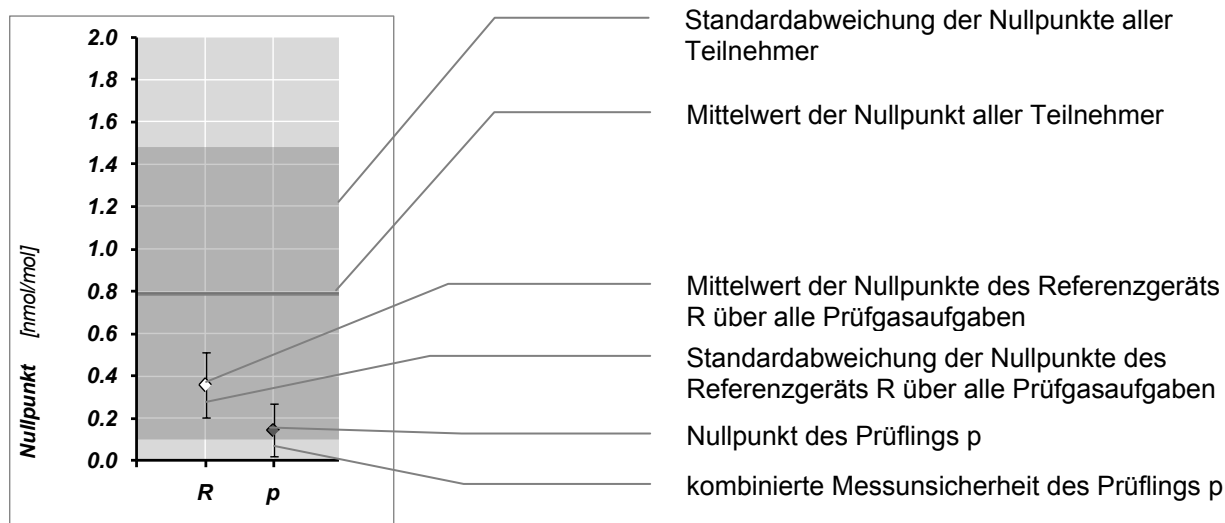 2.0
1.8
1.6
1.4
1.2
1.0
0.8
0.6
0.4
0.2
0.0
Nullpunkt [nmol/mol]
R p
Standardabweichung der Nullpunkte aller
Teilnehmer
Mittelwert der Nullpunkt aller Teilnehmer
Mittelwert der Nullpunkte des Referenzgeräts
R über alle Prüfgasaufgaben
Standardabweichung der Nullpunkte des
Referenzgeräts R über alle Prüfgasaufgaben
Nullpunkt des Prüflings p
kombinierte Messunsicherheit des Prüflings p